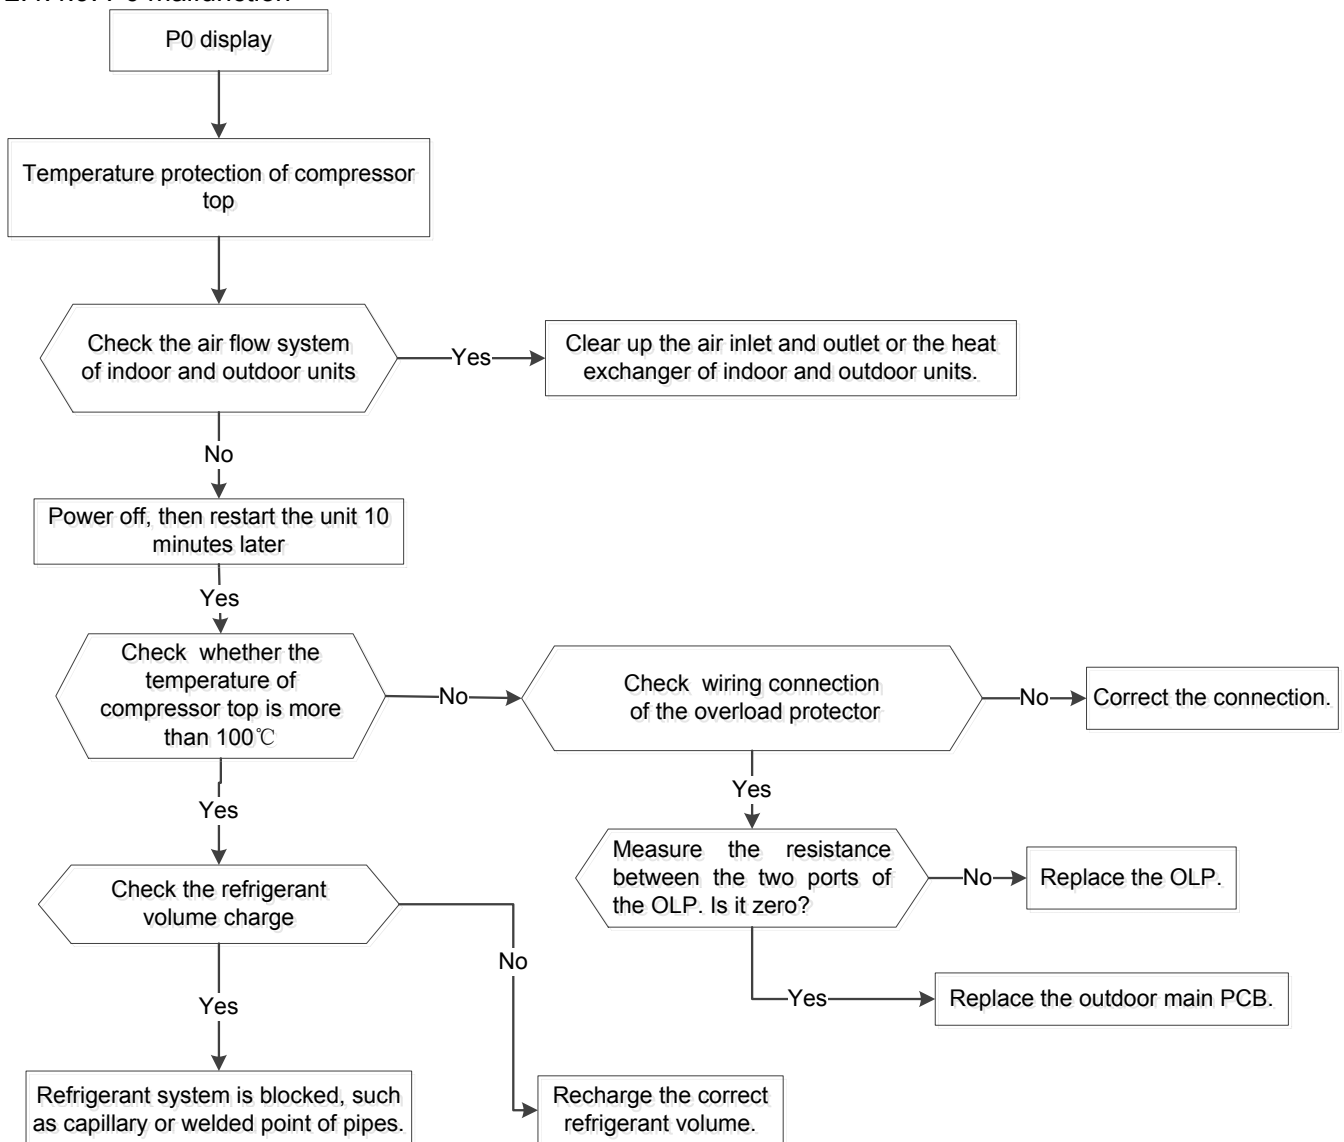 P0 display
Temperature protection of compressor
top
Check the air flow system
of indoor and outdoor units
Yes
Clear up the air inlet and outlet or the heat
exchanger of indoor and outdoor units.
No
Power off, then restart the unit 10
minutes later
Yes
Check whether the
temperature of
compressor top is more
than 100℃
No
Check wiring connection
of the overload protector
No
Correct the connection.
Yes
Yes
Measure the resistance
between the two ports of
the OLP. Is it zero?
No
Replace the OLP.
Check the refrigerant
volume charge
No
Yes
Yes
Replace the outdoor main PCB.
Refrigerant system is blocked, such
as capillary or welded point of pipes.
Recharge the correct
refrigerant volume.